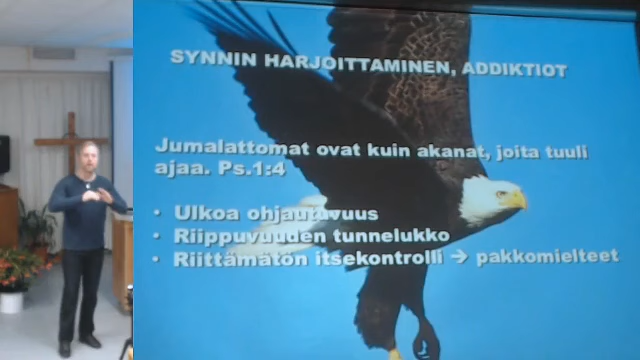 SYNNIN HARJOITTAMINEN, ADDIKTIOT
Jumalattomat ovat kuin akanat, joita tuuli
ajaa. Ps.1:4
• Ulkoa ohjautuvuus
• Riippuvuuden tunnelukko
• Riittämätön itsekontrolli → pakkomielteet